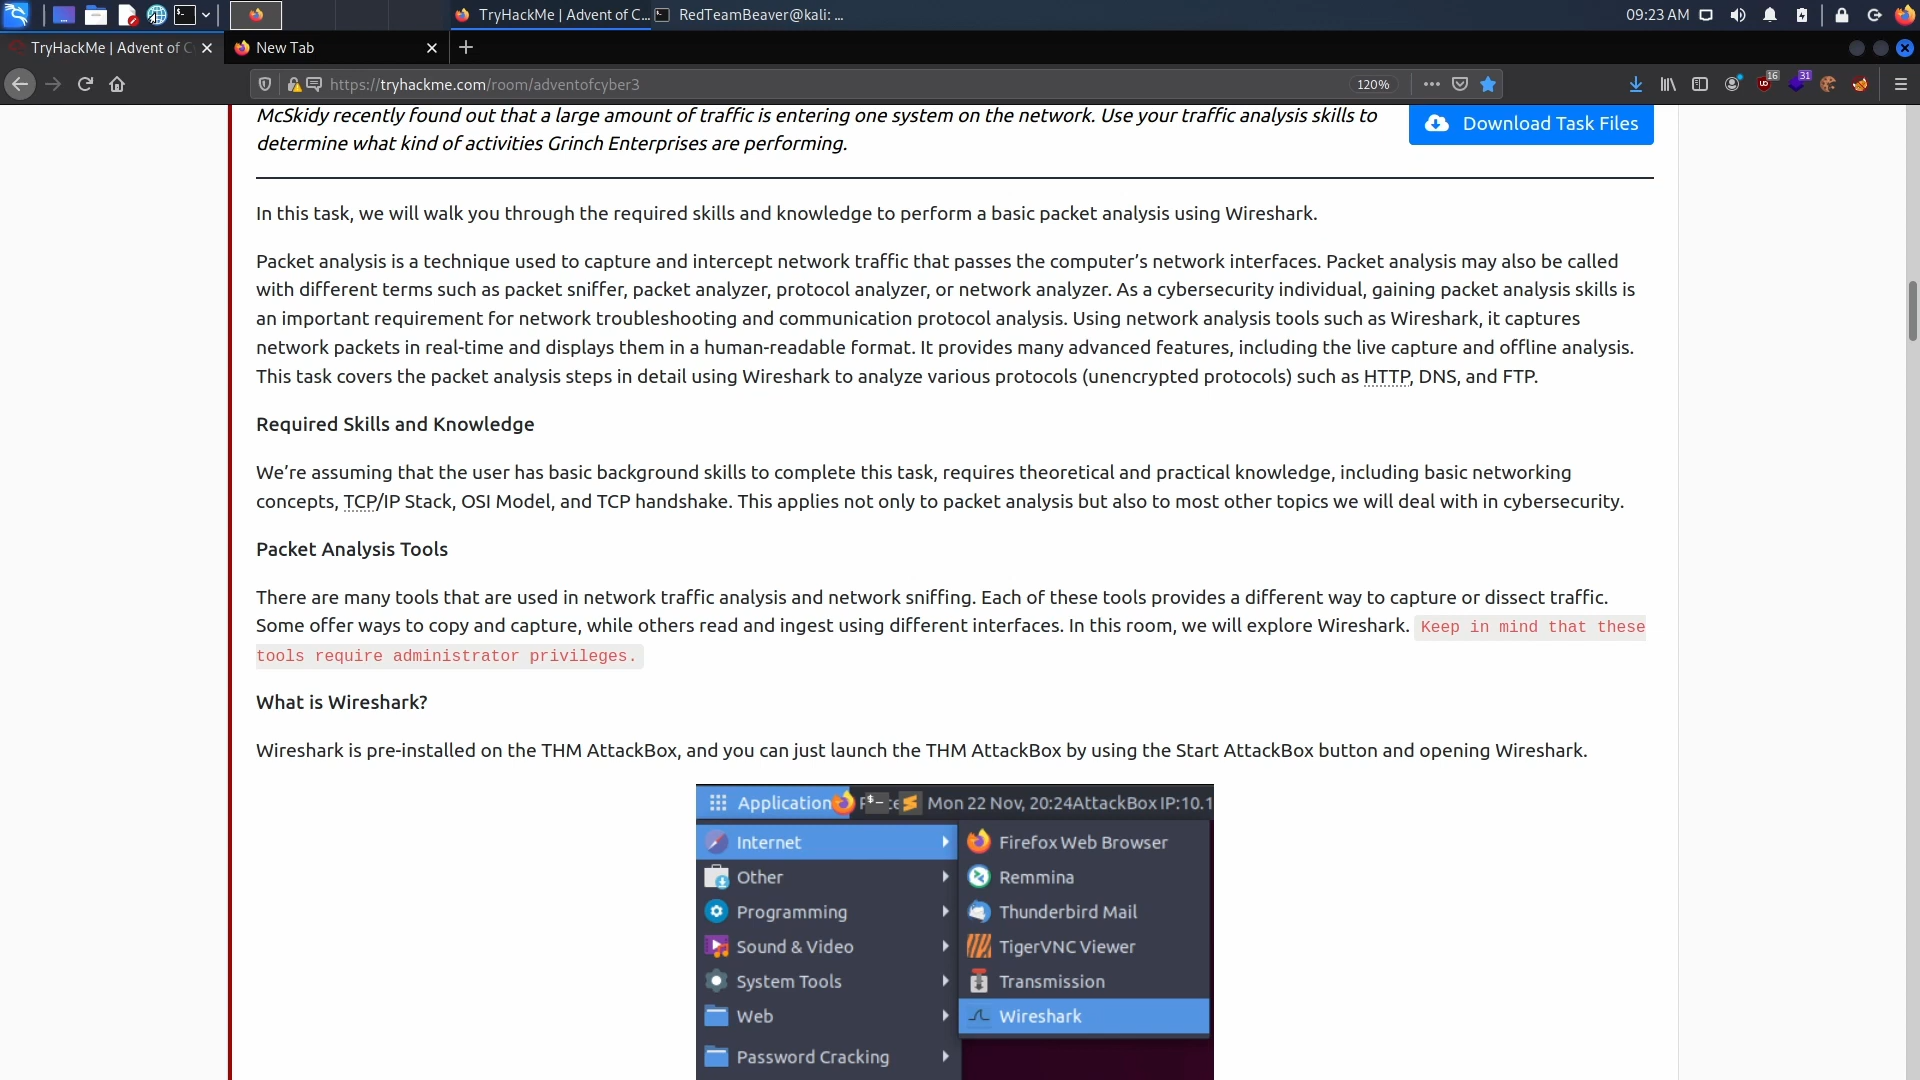 TryHackMe | Advent of C...
RedTeamBeaver@kali: ...
09:23 AM
TryHackMe | Advent of C
New Tab
https://tryhackme.com/room/adventofcyber3
120%
16
31
McSkidy recently found out that a large amount of traffic is entering one system on the network. Use your traffic analysis skills to
determine what kind of activities Grinch Enterprises are performing.
Download Task Files
In this task, we will walk you through the required skills and knowledge to perform a basic packet analysis using Wireshark.
Packet analysis is a technique used to capture and intercept network traffic that passes the computer’s network interfaces. Packet analysis may also be called
with different terms such as packet sniffer, packet analyzer, protocol analyzer, or network analyzer. As a cybersecurity individual, gaining packet analysis skills is
an important requirement for network troubleshooting and communication protocol analysis. Using network analysis tools such as Wireshark, it captures
network packets in real-time and displays them in a human-readable format. It provides many advanced features, including the live capture and offline analysis.
This task covers the packet analysis steps in detail using Wireshark to analyze various protocols (unencrypted protocols) such as HTTP, DNS, and FTP.
Required Skills and Knowledge
We’re assuming that the user has basic background skills to complete this task, requires theoretical and practical knowledge, including basic networking
concepts, TCP/IP Stack, OSI Model, and TCP handshake. This applies not only to packet analysis but also to most other topics we will deal with in cybersecurity.
Packet Analysis Tools
There are many tools that are used in network traffic analysis and network sniffing. Each of these tools provides a different way to capture or dissect traffic.
Some offer ways to copy and capture, while others read and ingest using different interfaces. In this room, we will explore Wireshark. Keep in mind that these
tools require administrator privileges.
What is Wireshark?
Wireshark is pre-installed on the THM AttackBox, and you can just launch the THM AttackBox by using the Start AttackBox button and opening Wireshark.
Application
Mon 22 Nov, 20:24AttackBox IP:10.1
Internet
Firefox Web Browser
Other
Remmina
Programming
Thunderbird Mail
Sound & Video
TigerVNC Viewer
System Tools
Transmission
Web
Wireshark
Password Cracking